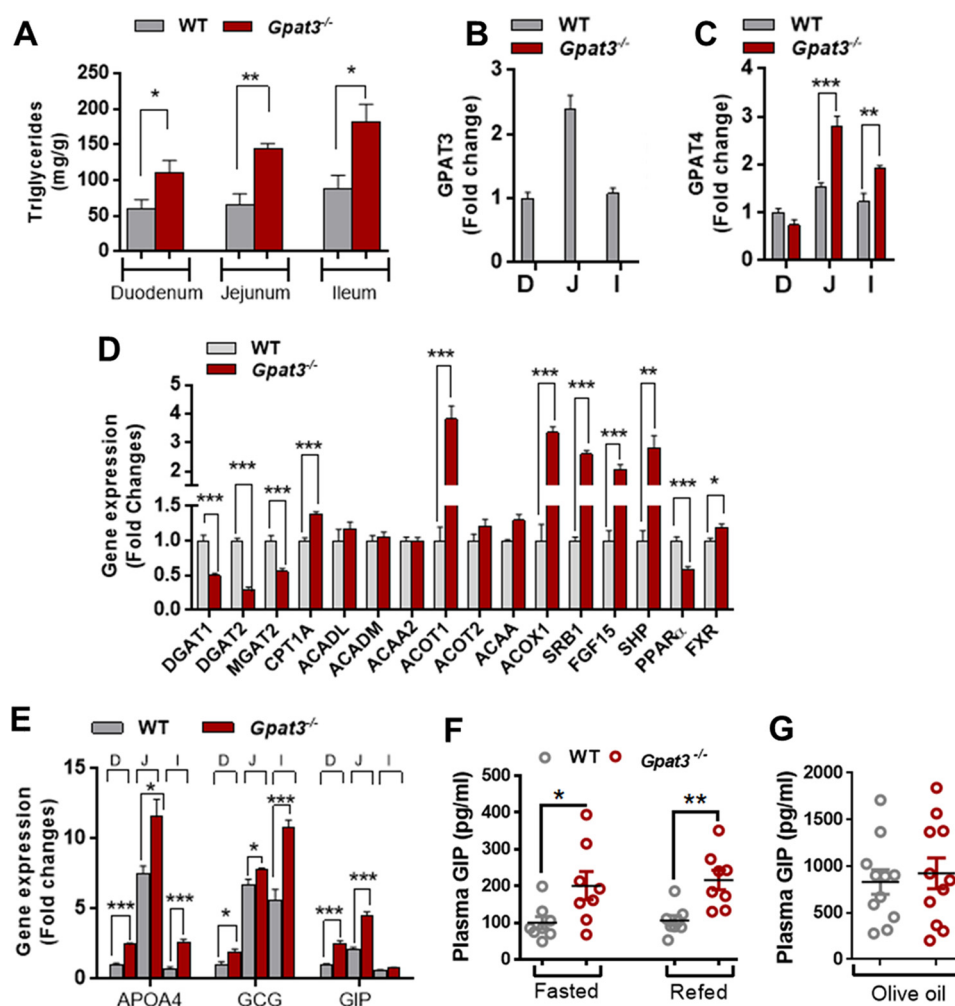 A
WT Gpat3-/-
Triglycerides
(mg/g)
250
200
150
100
50
0
* ** *
Duodenum Jejunum Ileum
B
WT
Gpat3-/-
GPAT3
(Fold change)
3
2
1
0
D J I
C
WT
Gpat3-/-
GPAT4
(Fold change)
4
3
2
1
0
*** **
D J I
D
WT
Gpat3-/-
Gene expression
(Fold Changes)
5
4
3
2
1.5
1.0
0.5
0.0
*** *** *** *** *** *** *** *** ** *** *
DGAT1 DGAT2 MGAT2 CPT1A ACADL ACADM ACAA2 ACOT1 ACOT2 ACAA ACOX1 SRB1 FGF15 SHP PPARα FXR
E
WT Gpat3-/-
D J I D J I D J I
Gene expression
(Fold changes)
15
10
5
0
*** * *** * * *** *** ***
APOA4 GCG GIP
F
WT Gpat3 -/-
Plasma GIP (pg/ml)
500
400
300
200
100
0
* **
Fasted Refed
G
Plasma GIP (pg/ml)
2000
1500
1000
500
0
Olive oil